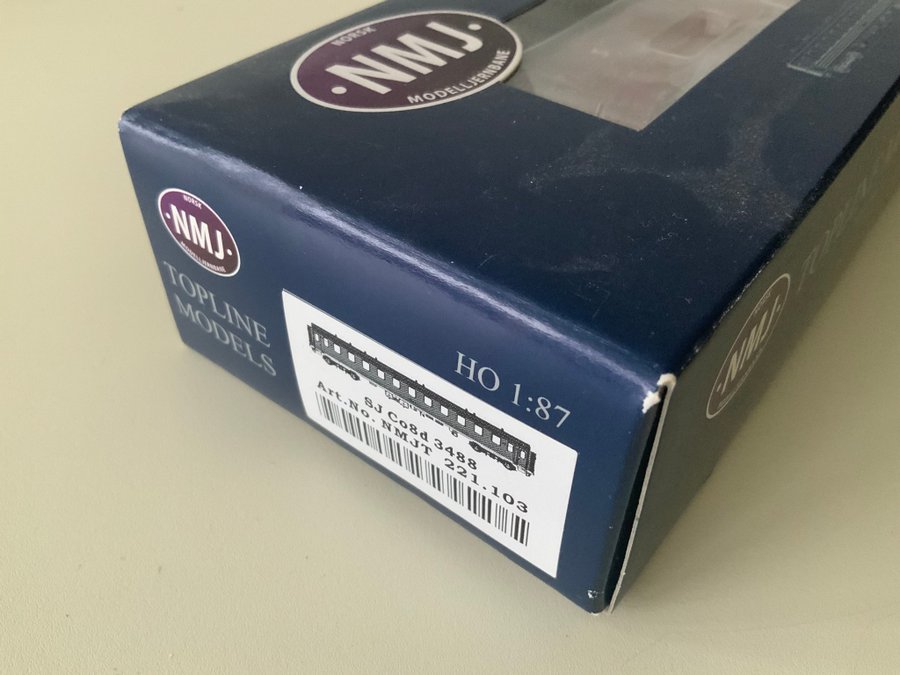 NORSK
NMJ
MODELLJERNBANE
NORSK
NMJ
MODELLJERNBANE
TOPLINE
MODELS
HO 1:87
SJ Co8d 3488
Art.No. NMJT 221.103
NMJ